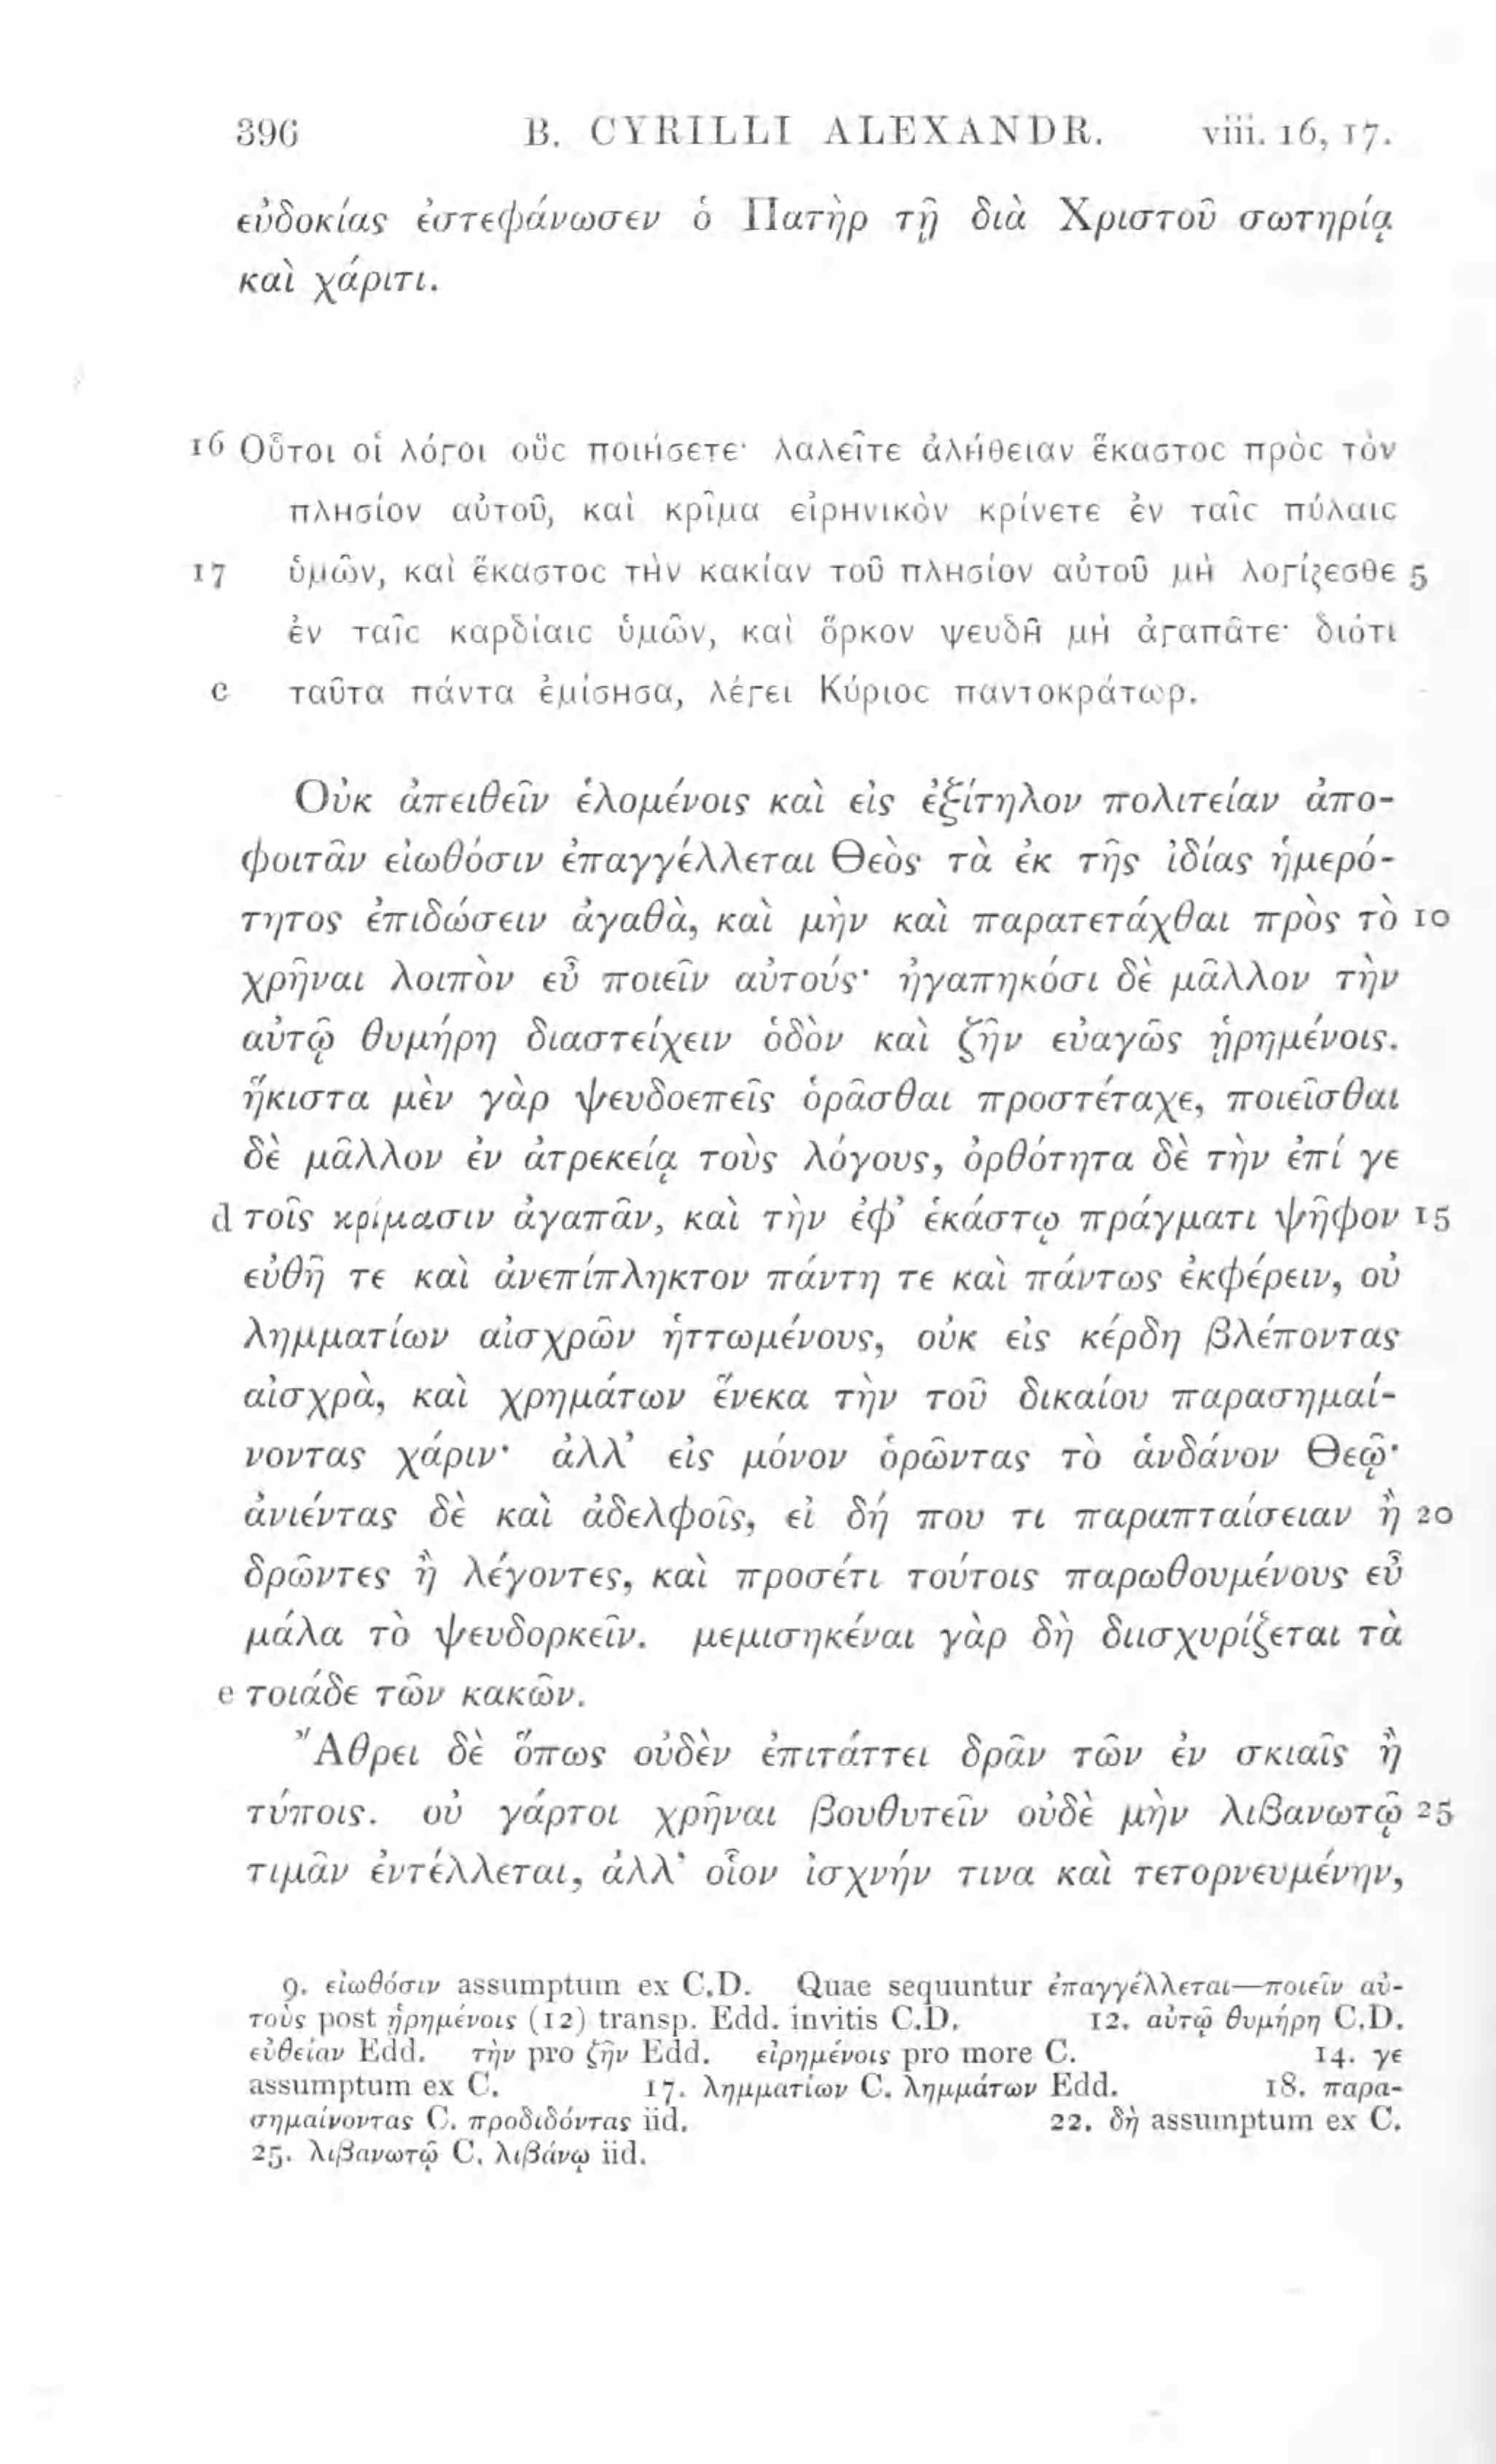 396 B. CYRILLI ALEXANDR. viii. 16, 17.
εὐδοκίας ἐστεφάνωσεν ὁ Πατὴρ τῇ διὰ Χριστοῦ σωτηρίᾳ
καὶ χάριτι.
16 Οὗτοι οἱ λόγοι οὓς ποιήσετε· λαλεῖτε ἀλήθειαν ἕκαστος πρὸς τὸν
πλησίον αὐτοῦ, καὶ κρῖμα εἰρηνικὸν κρίνετε ἐν ταῖς πύλαις
17 ὑμῶν, καὶ ἕκαστος τὴν κακίαν τοῦ πλησίον αὐτοῦ μὴ λογίζεσθε 5
ἐν ταῖς καρδίαις ὑμῶν, καὶ ὅρκον ψευδῆ μὴ ἀγαπᾶτε· διότι
c ταῦτα πάντα ἐμίσησα, λέγει Κύριος παντοκράτωρ.
Οὐκ ἀπειθεῖν ἑλομένοις καὶ εἰς ἐξίτηλον πολιτείαν ἀπο-
φοιτᾶν εἰωθόσιν ἐπαγγέλλεται Θεὸς τὰ ἐκ τῆς ἰδίας ἡμερό-
τητος ἐπιδώσειν ἀγαθὰ, καὶ μὴν καὶ παρατετάχθαι πρὸς τὸ 10
χρῆναι λοιπὸν εὖ ποιεῖν αὐτούς· ἠγαπηκόσι δὲ μᾶλλον τὴν
αὐτῷ θυμήρη διαστείχειν ὁδὸν καὶ ζῆν εὐαγῶς ᾑρημένοις.
ἥκιστα μὲν γὰρ ψευδοεπεῖς ὁρᾶσθαι προστέταχε, ποιεῖσθαι
δὲ μᾶλλον ἐν ἀτρεκείᾳ τοὺς λόγους, ὀρθότητα δὲ τὴν ἐπί γε
d τοῖς κρίμασιν ἀγαπᾶν, καὶ τὴν ἐφ’ ἑκάστῳ πράγματι ψῆφον 15
εὐθῆ τε καὶ ἀνεπίπληκτον πάντη τε καὶ πάντως ἐκφέρειν, οὐ
λημματίων αἰσχρῶν ἡττωμένους, οὐκ εἰς κέρδη βλέποντας
αἰσχρὰ, καὶ χρημάτων ἕνεκα τὴν τοῦ δικαίου παρασημαί-
νοντας χάριν· ἀλλ’ εἰς μόνον ὁρῶντας τὸ ἁνδάνον Θεῷ·
ἀνιέντας δὲ καὶ ἀδελφοῖς, εἰ δή που τι παραπταίσειαν ἢ 20
δρῶντες ἢ λέγοντες, καὶ προσέτι τούτοις παρωθουμένους εὖ
μάλα τὸ ψευδορκεῖν. μεμισηκέναι γὰρ δὴ διισχυρίζεται τὰ
e τοιάδε τῶν κακῶν.
Ἄθρει δὲ ὅπως οὐδὲν ἐπιτάττει δρᾶν τῶν ἐν σκιαῖς ἢ
τύποις. οὐ γάρτοι χρῆναι βουθυτεῖν οὐδὲ μὴν λιβανωτῷ 25
τιμᾶν ἐντέλλεται, ἀλλ’ οἷον ἰσχνήν τινα καὶ τετορνευμένην,
9. εἰωθόσιν assumptum ex C.D. Quae sequuntur ἐπαγγέλλεται—ποιεῖν αὐ-
τοὺς post ᾑρημένοις (12) transp. Edd. invitis C.D. 12. αὐτῷ θυμήρη C.D.
εὐθείαν Edd. τὴν pro ζῆν Edd. εἰρημένοις pro more C. 14. γε
assumptum ex C. 17. λημματίων C. λημμάτων Edd. 18. παρα-
σημαίνοντας C. προδιδόντας iid. 22. δὴ assumptum ex C.
25. λιβανωτῷ C. λιβάνῳ iid.